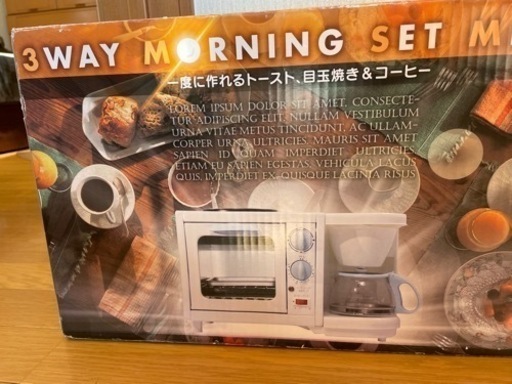 3WAY MORNING SET M
一度に作れるトースト、目玉焼き＆コーヒー
LOREM IPSUM DOLOR SIT AMET, CONSECTE-
TUR ADIPISCING ELIT. NULLAM VESTIBULUM
URNA VITAE METUS TINCIDUNT, AC ULLAM-
CORPER URNA ULTRICIES. MAURIS SIT AMET
SAPIEN ID QUAM IMPERDIET ULTRICIES.
ETIAM EU SAPIEN EGESTAS, VEHICULA LACUS
QUIS, IMPERDIET EX. QUISQUE LACINIA RISUS